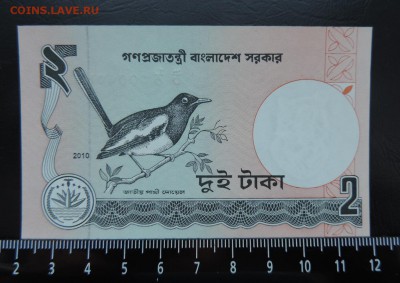 COINS.LAVE.RU
২
গণপ্রজাতন্ত্রী বাংলাদেশ সরকার
2010
জাতীয় পাখী দোয়েল
দুই টাকা
2
2 3 4 5 6 7 8 9 10 11 12